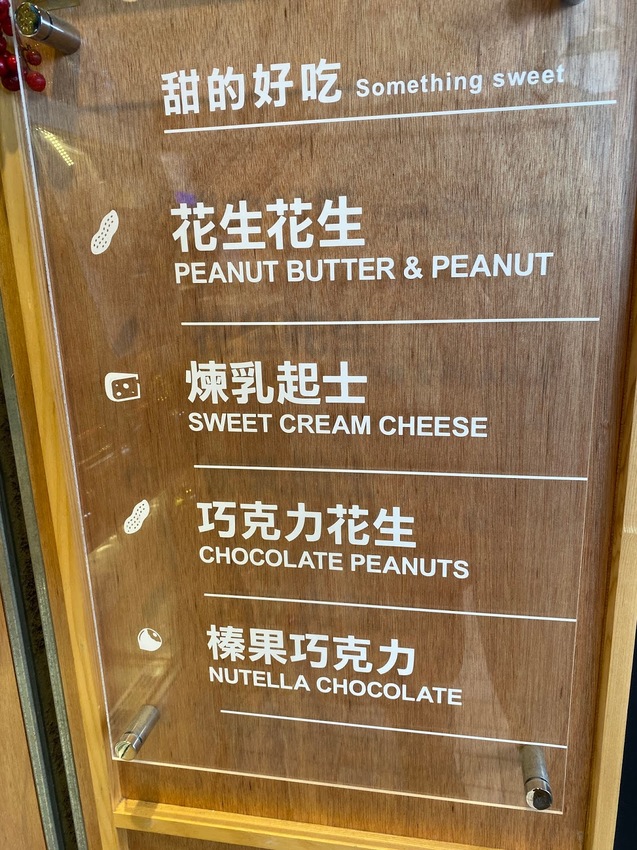 甜的好吃 Something sweet
花生花生
PEANUT BUTTER & PEANUT
煉乳起士
SWEET CREAM CHEESE
巧克力花生
CHOCOLATE PEANUTS
榛果巧克力
NUTELLA CHOCOLATE